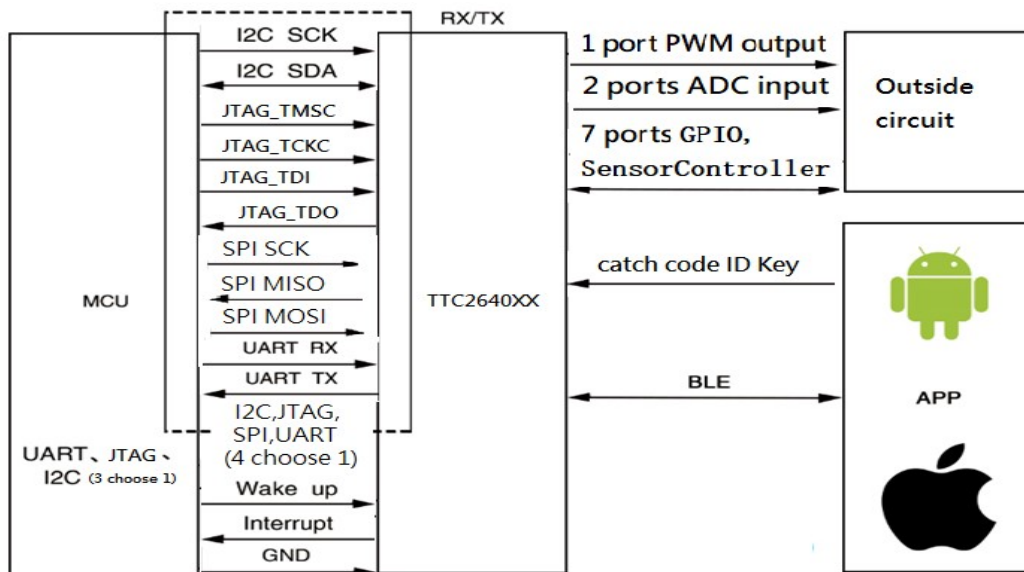 RX/TX
I2C SCK
I2C SDA
JTAG_TMSC
JTAG_TCKC
JTAG_TDI
JTAG_TDO
SPI SCK
SPI MISO
SPI MOSI
UART RX
UART TX
I2C,JTAG,
SPI,UART
(4 choose 1)
Wake up
Interrupt
GND
MCU
UART、JTAG、
I2C (3 choose 1)
TTC2640XX
1 port PWM output
2 ports ADC input
7 ports GPIO,
SensorController
Outside
circuit
catch code ID Key
BLE
APP